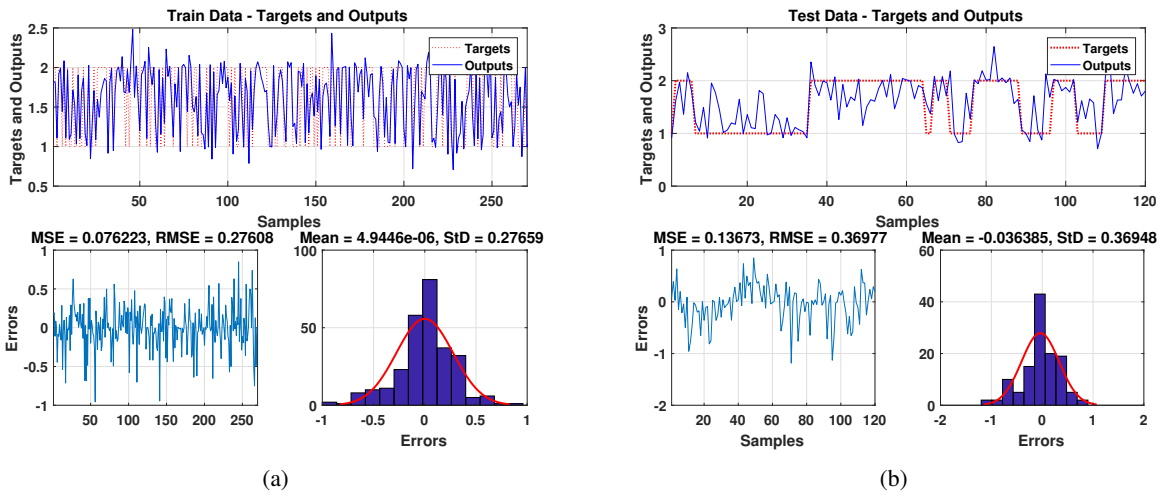 Train Data - Targets and Outputs
Targets and Outputs
2.5
2
1.5
1
0.5
Targets
Outputs
50
100
150
200
250
Samples
MSE = 0.076223, RMSE = 0.27608
Errors
1
0.5
0
-0.5
-1
50 100 150 200 250
Mean = 4.9446e-06, StD = 0.27659
100
50
0
-1 -0.5 0 0.5 1
Errors
(a)
Test Data - Targets and Outputs
Targets and Outputs
3
2
1
0
Targets
Outputs
20 40 60 80 100 120
Samples
MSE = 0.13673, RMSE = 0.36977
Errors
1
0
-1
-2
20 40 60 80 100 120
Samples
Mean = -0.036385, StD = 0.36948
60
40
20
0
-2 -1 0 1 2
Errors
(b)